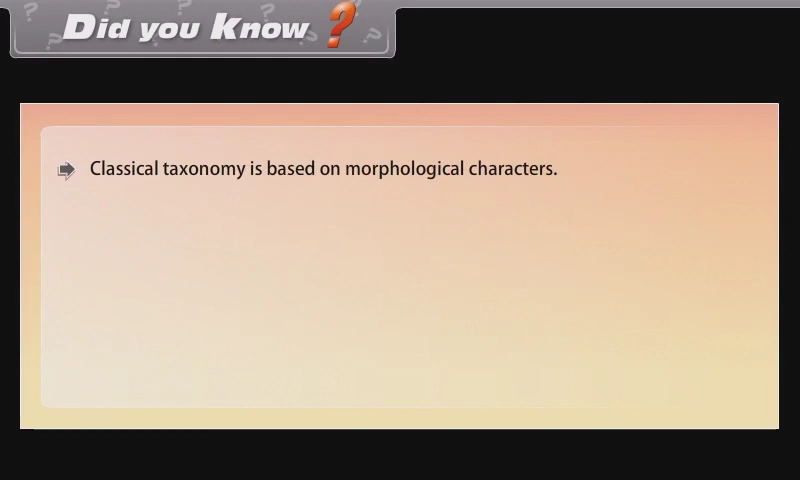 Did you Know ?
Classical taxonomy is based on morphological characters.